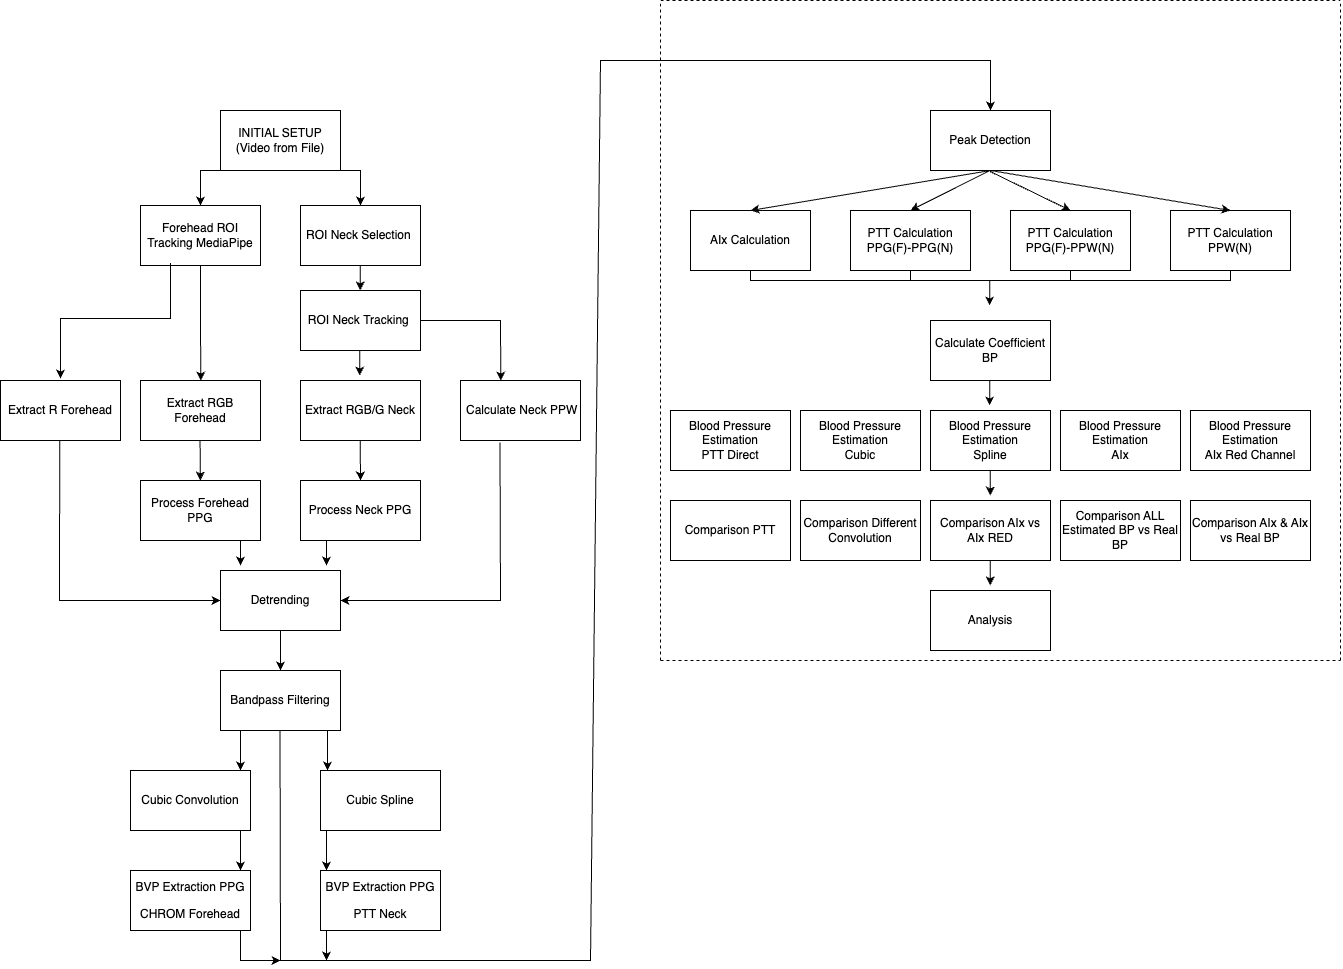 INITIAL SETUP
(Video from File)
Forehead ROI
Tracking MediaPipe
ROI Neck Selection
ROI Neck Tracking
Extract R Forehead
Extract RGB
Forehead
Extract RGB/G Neck
Calculate Neck PPW
Process Forehead
PPG
Process Neck PPG
Detrending
Bandpass Filtering
Cubic Convolution
Cubic Spline
BVP Extraction PPG
CHROM Forehead
BVP Extraction PPG
PTT Neck
Peak Detection
AIx Calculation
PTT Calculation
PPG(F)-PPG(N)
PTT Calculation
PPG(F)-PPW(N)
PTT Calculation
PPW(N)
Calculate Coefficient
BP
Blood Pressure
Estimation
PTT Direct
Blood Pressure
Estimation
Cubic
Blood Pressure
Estimation
Spline
Blood Pressure
Estimation
AIx
Blood Pressure
Estimation
AIx Red Channel
Comparison PTT
Comparison Different
Convolution
Comparison AIx vs
AIx RED
Comparison ALL
Estimated BP vs Real
BP
Comparison AIx & AIx
vs Real BP
Analysis